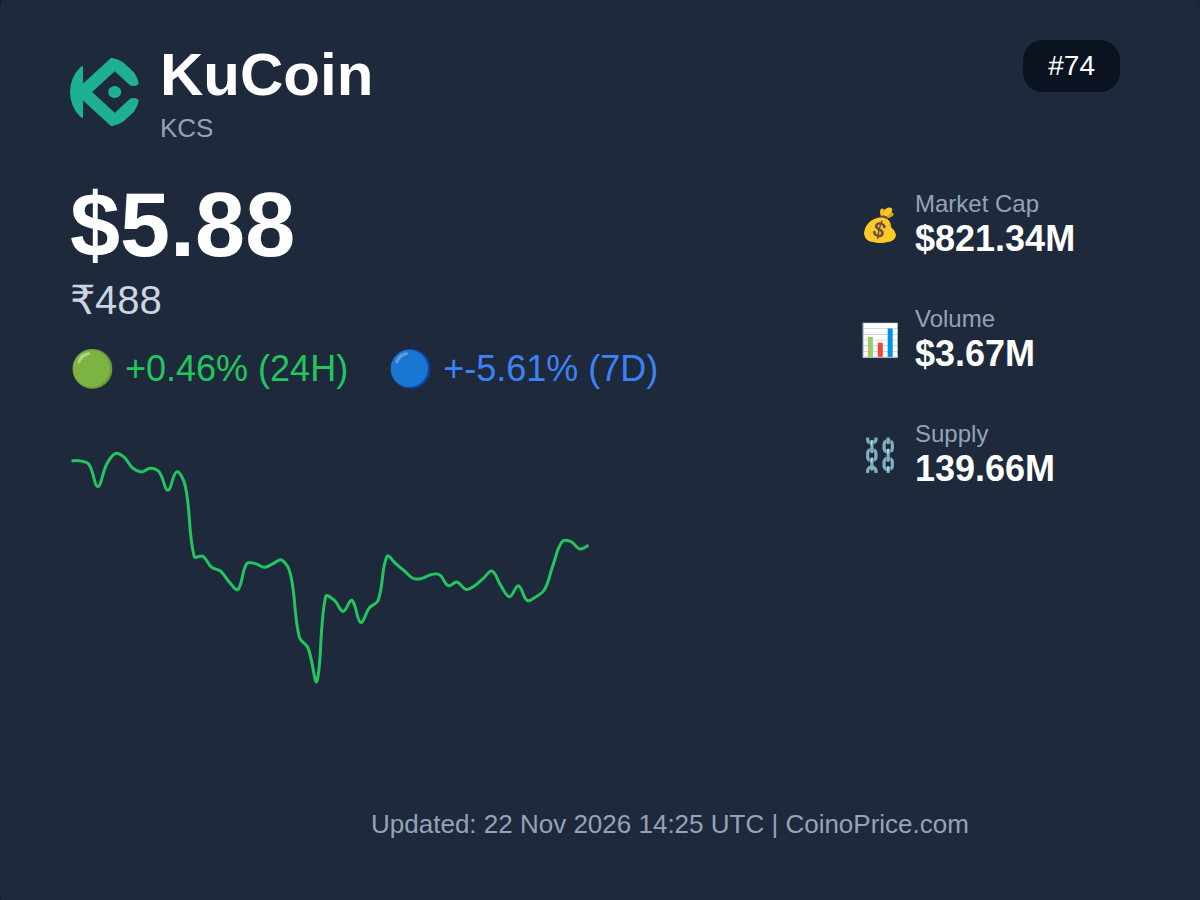 KuCoin
KCS
#74
$5.88
₹488
+0.46% (24H)
+-5.61% (7D)
Market Cap
$821.34M
Volume
$3.67M
Supply
139.66M
Updated: 22 Nov 2026 14:25 UTC | CoinoPrice.com